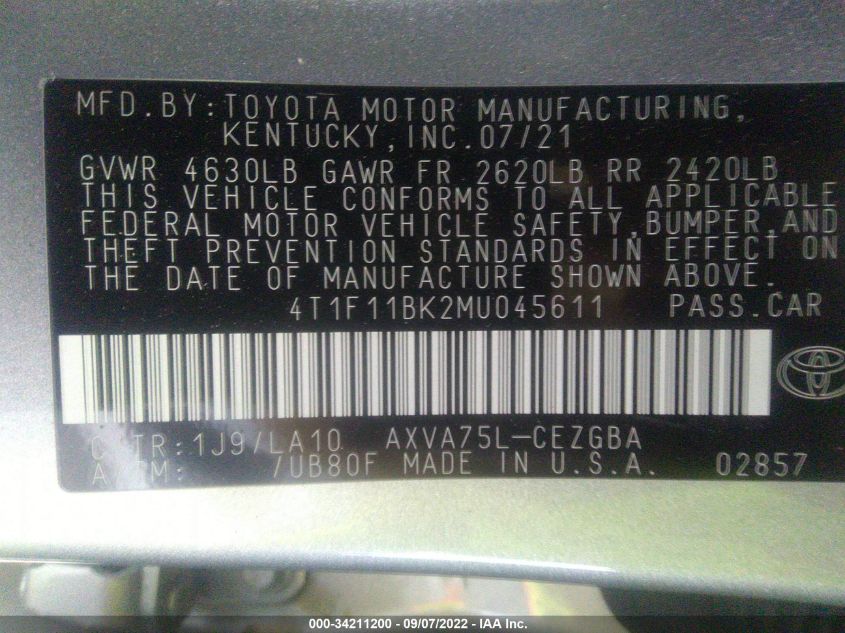 MFD.BY:TOYOTA MOTOR MANUFACTURING,
KENTUCKY,INC.07/21
GVWR 4630LB GAWR FR 2620LB RR 2420LB
THIS VEHICLE CONFORMS TO ALL APPLICABLE
FEDERAL MOTOR VEHICLE SAFETY,BUMPER,AND
THEFT PREVENTION STANDARDS IN EFFECT ON
THE DATE OF MANUFACTURE SHOWN ABOVE.
4T1F11BK2MU045611 PASS.CAR
C/TR:1J9/LA10 AXVA75L-CEZGBA
/UB80F MADE IN U.S.A. 02857
000-34211200 - 09/07/2022 - IAA Inc.